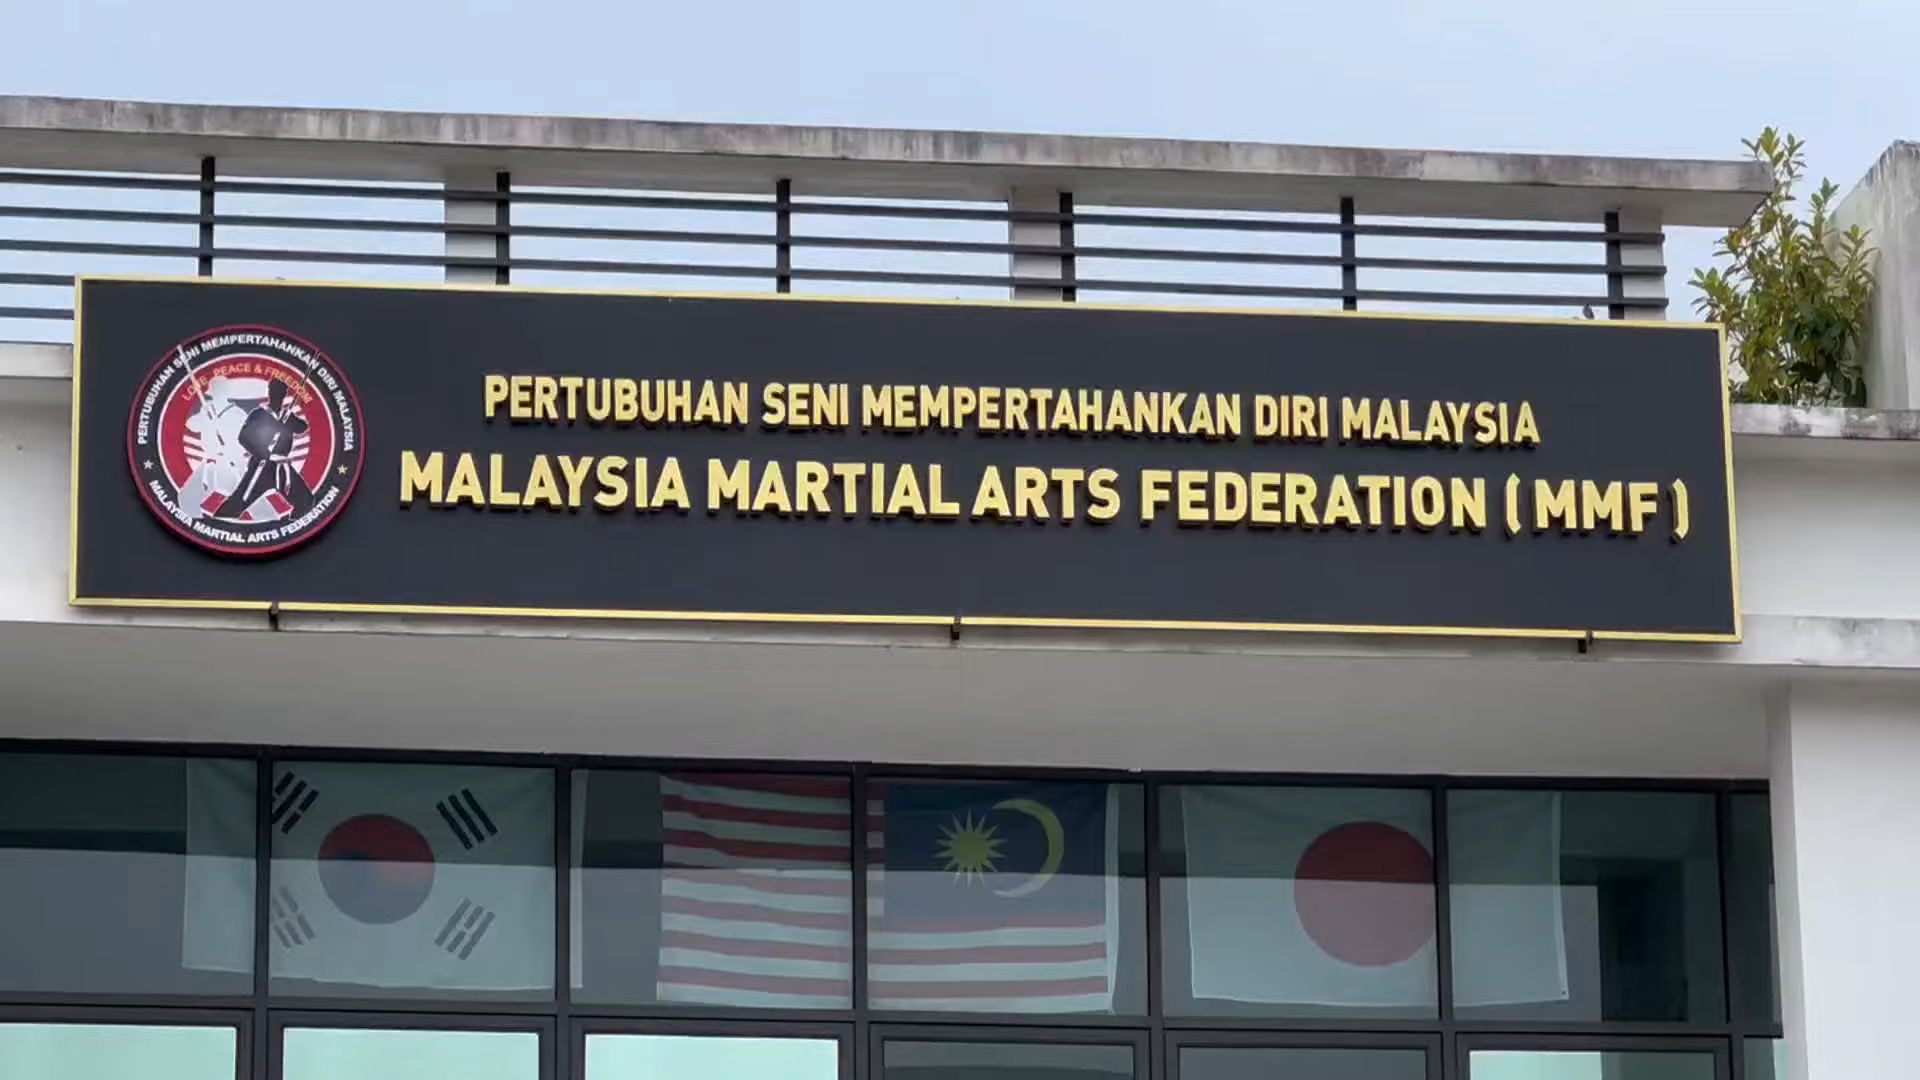 PERTUBUHAN SENI MEMPERTAHANKAN DIRI MALAYSIA
LOVE, PEACE & FREEDOM
MALAYSIA MARTIAL ARTS FEDERATION
PERTUBUHAN SENI MEMPERTAHANKAN DIRI MALAYSIA
MALAYSIA MARTIAL ARTS FEDERATION ( MMF )